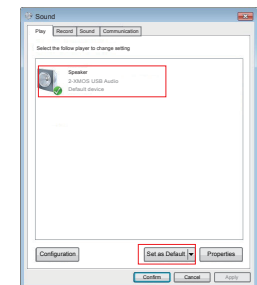 Sound
Play Record Sound Communication
Select the follow player to change setting
Speaker
2-XMOS USB Audio
Default device
Configuration Set as Default Properties
Confirm Cancel Apply